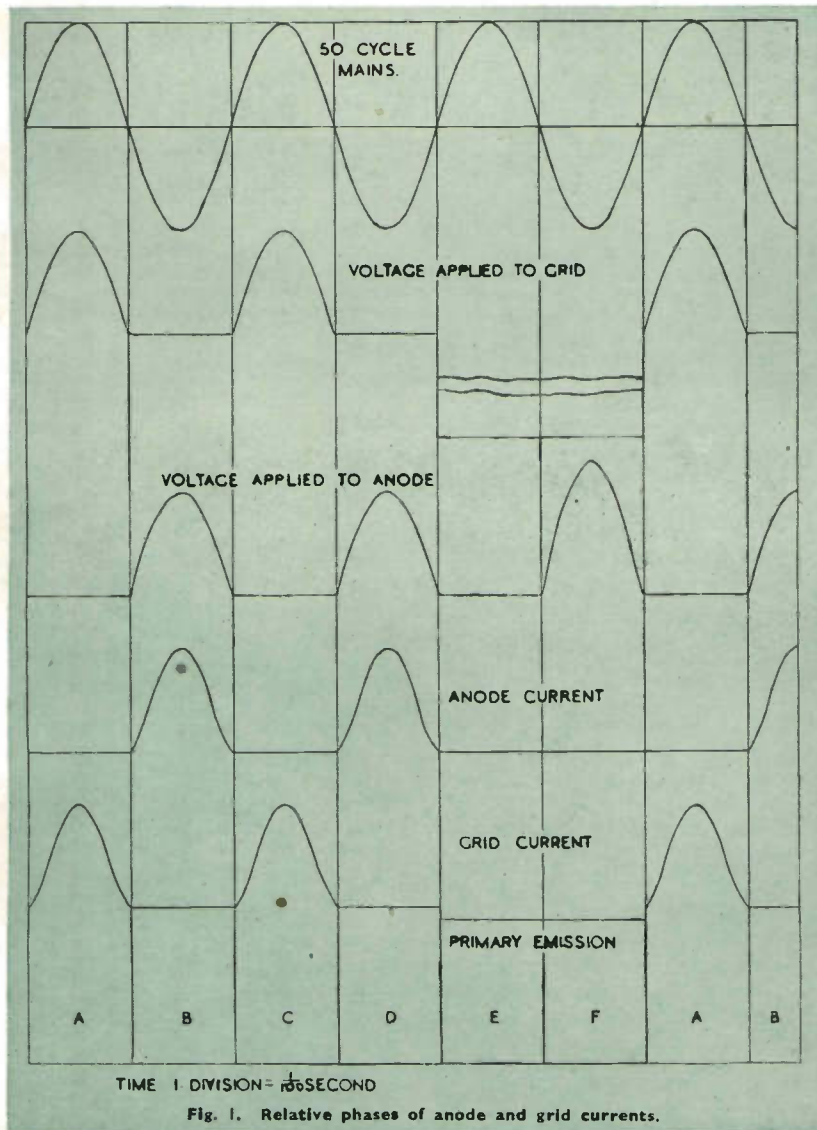 50 CYCLE
MAINS.
VOLTAGE APPLIED TO GRID
VOLTAGE APPLIED TO ANODE
ANODE CURRENT
GRID CURRENT
PRIMARY EMISSION
A B C D E F A B
TIME 1 DIVISION = 1/100 SECOND
Fig. 1. Relative phases of anode and grid currents.